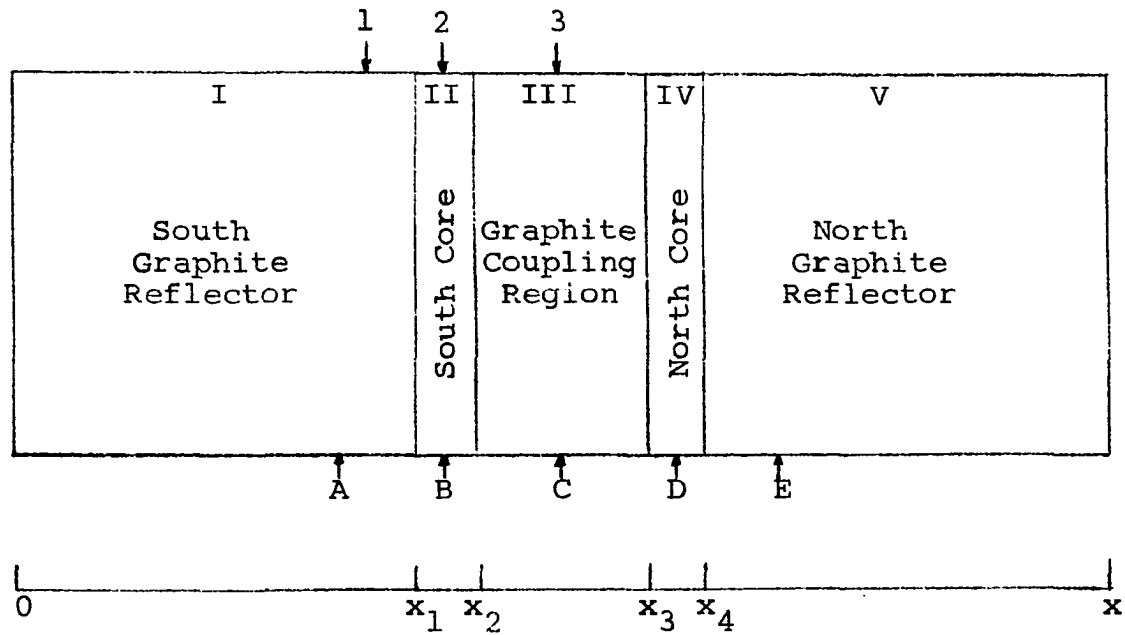 1 2 3
I II III IV V
South
Graphite
Reflector
South Core
Graphite
Coupling
Region
North Core
North
Graphite
Reflector
A B C D E
0 x1 x2 x3 x4 x